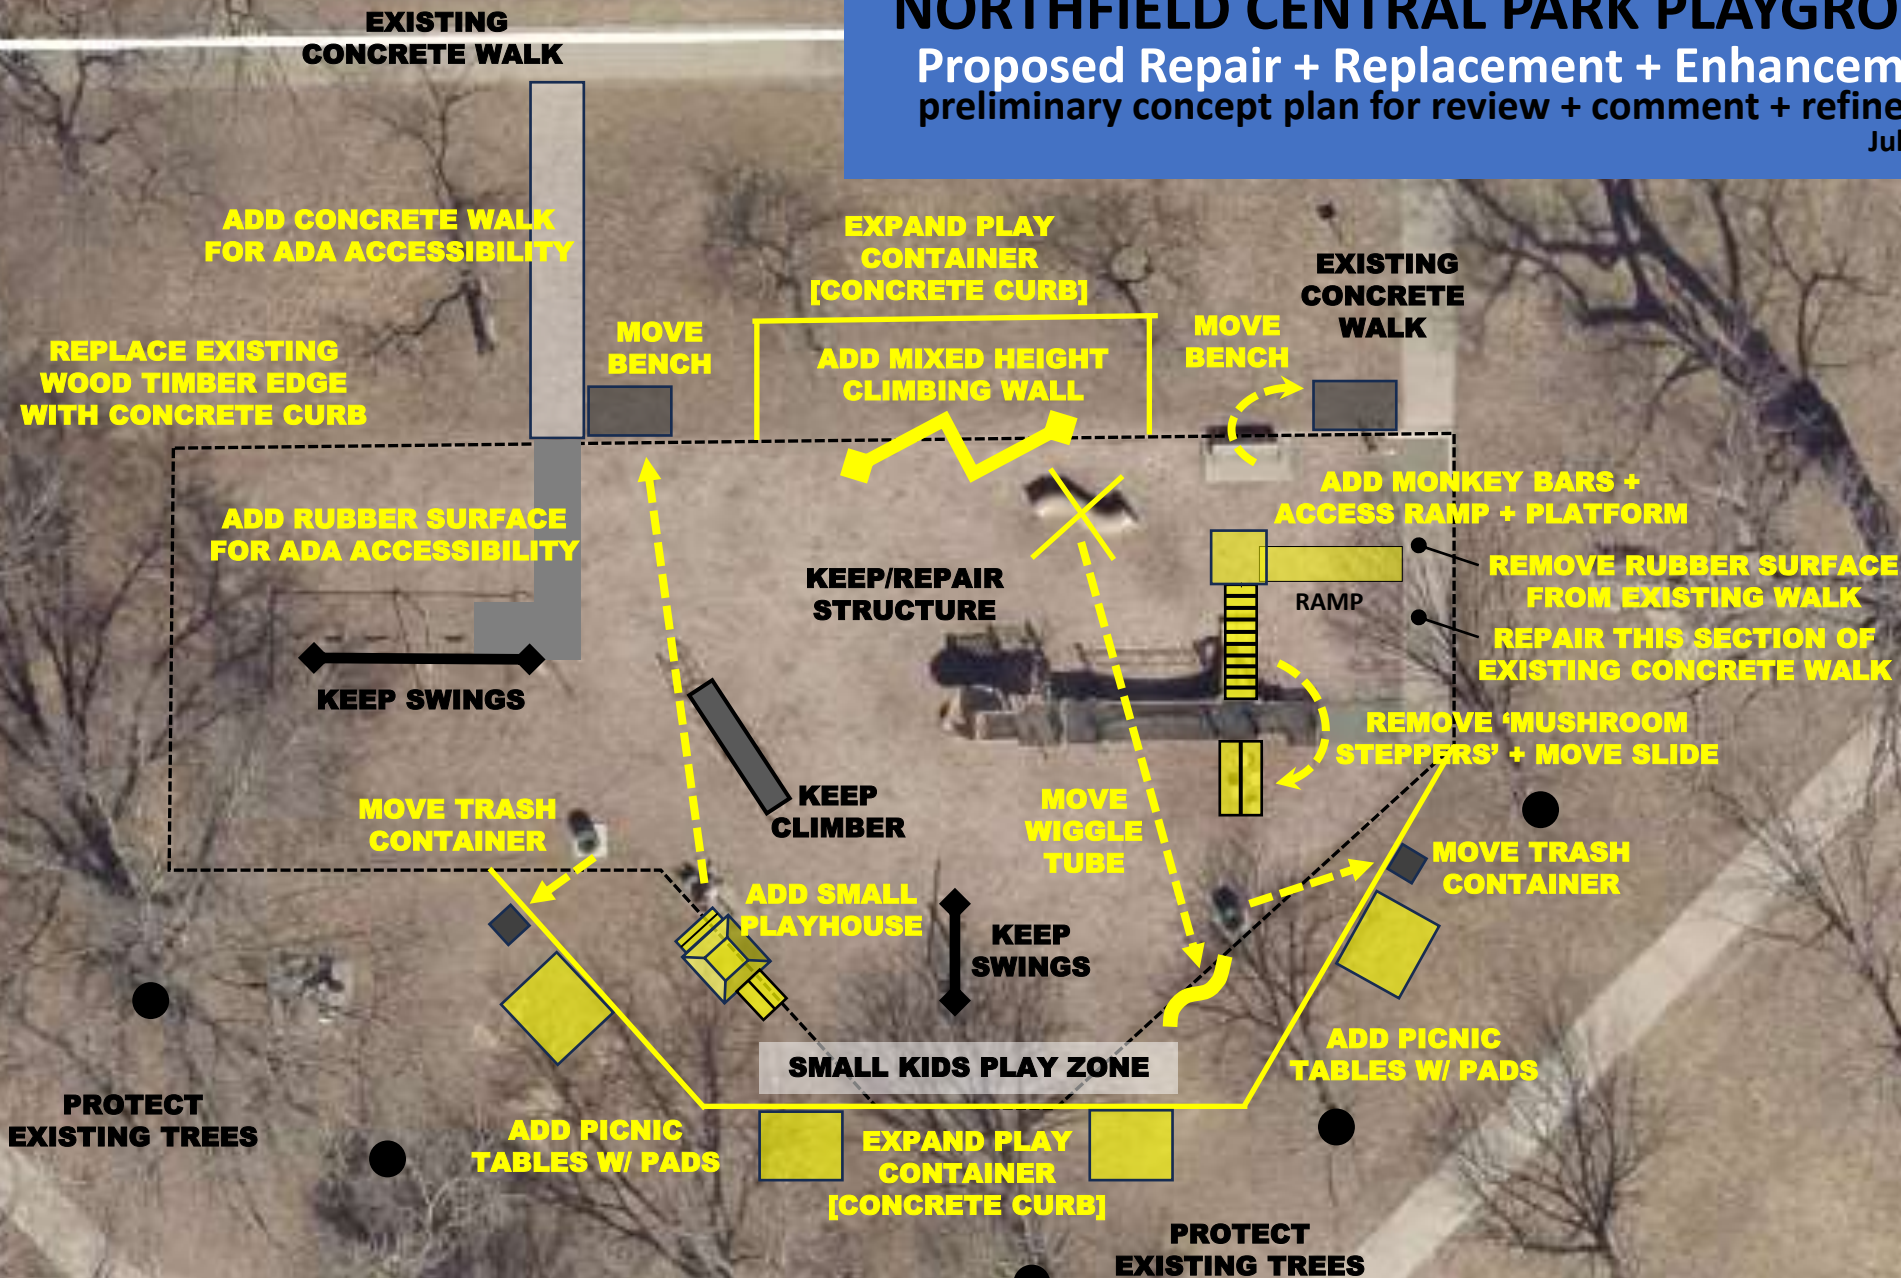 EXISTING
CONCRETE WALK
NORTHFIELD CENTRAL PARK
Proposed Repair + Replacement +
preliminary concept plan for review + comment +
ADD CONCRETE WALK
FOR ADA ACCESSIBILITY
EXPAND PLAY
CONTAINER
[CONCRETE CURB]
EXISTING
CONCRETE
WALK
REPLACE EXISTING
WOOD TIMBER EDGE
WITH CONCRETE CURB
MOVE
BENCH
ADD MIXED HEIGHT
CLIMBING WALL
MOVE
BENCH
ADD RUBBER SURFACE
FOR ADA ACCESSIBILITY
ADD MONKEY BARS +
ACCESS RAMP + PLATFORM
KEEP/REPAIR
STRUCTURE
RAMP
REMOVE RUBBER SURFACE
FROM EXISTING WALK
REPAIR THIS SECTION OF
EXISTING CONCRETE WALK
KEEP SWINGS
REMOVE ‘MUSHROOM
STEPPERS’ + MOVE SLIDE
KEEP
CLIMBER
MOVE TRASH
CONTAINER
MOVE
WIGGLE
TUBE
MOVE TRASH
CONTAINER
ADD SMALL
PLAYHOUSE
KEEP
SWINGS
SMALL KIDS PLAY ZONE
ADD PICNIC
TABLES W/ PADS
PROTECT
EXISTING TREES
ADD PICNIC
TABLES W/ PADS
EXPAND PLAY
CONTAINER
[CONCRETE CURB]
PROTECT
EXISTING TREES